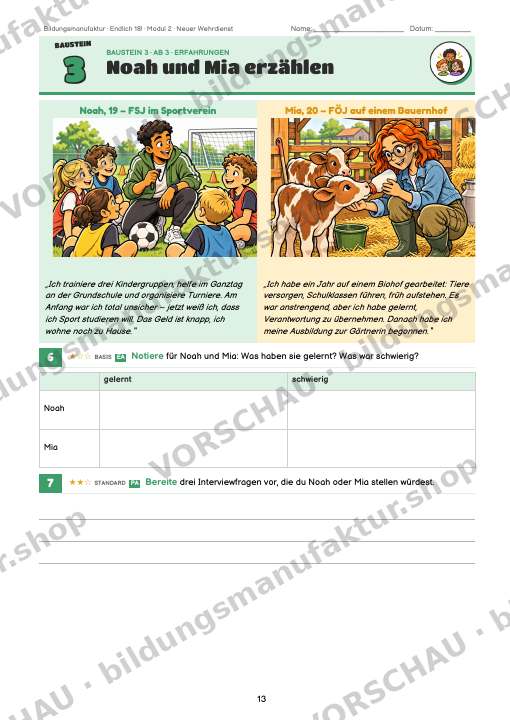 Bildungsmanufaktur · Endlich 18! · Modul 2 · Neuer Wehrdienst Name: Datum:
BAUSTEIN
3
BAUSTEIN 3 · AB 3 · ERFAHRUNGEN
Noah und Mia erzählen
Noah, 19 – FSJ im Sportverein
„Ich trainiere drei Kindergruppen, helfe im Ganztag
an der Grundschule und organisiere Turniere. Am
Anfang war ich total unsicher – jetzt weiß ich, dass
ich Sport studieren will. Das Geld ist knapp, ich
wohne noch zu Hause."
Mia, 20 – FÖJ auf einem Bauernhof
„Ich habe ein Jahr auf einem Biohof gearbeitet: Tiere
versorgen, Schulklassen führen, früh aufstehen. Es
war anstrengend, aber ich habe gelernt,
Verantwortung zu übernehmen. Danach habe ich
meine Ausbildung zur Gärtnerin begonnen."
6 ★☆☆ BASIS EA Notiere für Noah und Mia: Was haben sie gelernt? Was war schwierig?
gelernt schwierig
Noah
Mia
7 ★★☆ STANDARD PA Bereite drei Interviewfragen vor, die du Noah oder Mia stellen würdest.
13
VORSCHAU · bildungsmanufaktur.shop